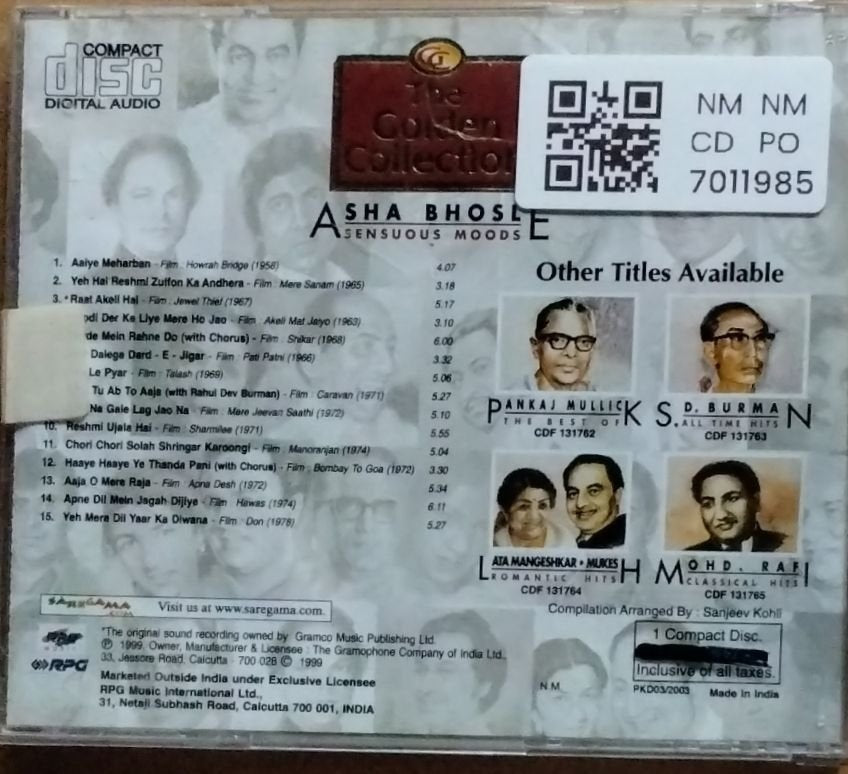 COMPACT
disc
DIGITAL AUDIO
The
Golden
Collection
NM NM
CD PO
7011985
ASHA BHOSLE
SENSUOUS MOODS
1. Aaiye Meharban - Film : Howrah Bridge (1958) 4.07
2. Yeh Hai Reshmi Zulfon Ka Andhera - Film : Mere Sanam (1965) 3.18
3. *Raat Akeli Hai - Film : Jewel Thief (1967) 5.17
odi Der Ke Liye Mere Ho Jao - Film : Akeli Mat Jaiyo (1963) 3.10
de Mein Rahne Do (with Chorus) - Film : Shikar (1968) 6.00
Dalega Dard - E - Jigar - Film : Pati Patni (1966) 3.32
Le Pyar - Film : Talash (1969) 5.06
Tu Ab To Aaja (with Rahul Dev Burman) - Film : Caravan (1971) 5.27
Na Gale Lag Jao Na - Film : Mere Jeevan Saathi (1972) 5.10
10. Reshmi Ujala Hai - Film : Sharmilee (1971) 5.55
11. Chori Chori Solah Shringar Karoongi - Film : Manoranjan (1974) 5.04
12. Haaye Haaye Ye Thanda Pani (with Chorus) - Film : Bombay To Goa (1972) 3.30
13. Aaja O Mere Raja - Film : Apna Desh (1972) 5.34
14. Apne Dil Mein Jagah Dijiye - Film : Hawas (1974) 6.11
15. Yeh Mera Dil Yaar Ka Diwana - Film : Don (1978) 5.27
Other Titles Available
PANKAJ MULLICK
THE BEST OF
CDF 131762
S.D. BURMAN
ALL TIME HITS
CDF 131763
LATA MANGESHKAR • MUKESH
ROMANTIC HITS
CDF 131764
MOHD. RAFI
CLASSICAL HITS
CDF 131765
Compilation Arranged By : Sanjeev Kohli
SAREGAMA
.COM
Visit us at www.saregama.com.
*The original sound recording owned by Gramco Music Publishing Ltd.
℗ 1999. Owner, Manufacturer & Licensee : The Gramophone Company of India Ltd.,
33, Jessore Road, Calcutta - 700 028 © 1999
RPG
Marketed Outside India under Exclusive Licensee
RPG Music International Ltd.,
31, Netaji Subhash Road, Calcutta 700 001, INDIA
1 Compact Disc.
Inclusive of all taxes.
N M
PKD03/2003 Made in India